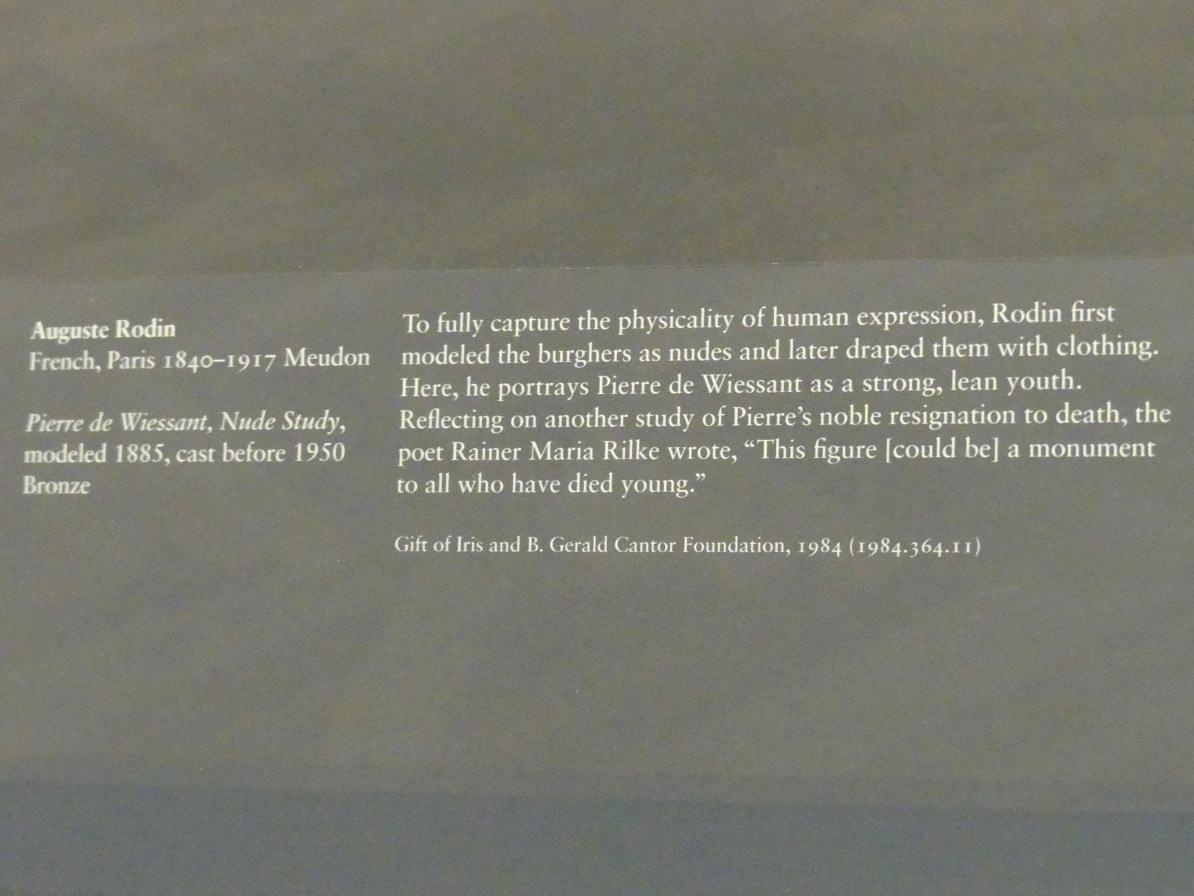 Auguste Rodin
French, Paris 1840–1917 Meudon
Pierre de Wiessant, Nude Study,
modeled 1885, cast before 1950
Bronze
To fully capture the physicality of human expression, Rodin first
modeled the burghers as nudes and later draped them with clothing.
Here, he portrays Pierre de Wiessant as a strong, lean youth.
Reflecting on another study of Pierre’s noble resignation to death, the
poet Rainer Maria Rilke wrote, “This figure [could be] a monument
to all who have died young.”
Gift of Iris and B. Gerald Cantor Foundation, 1984 (1984.364.11)